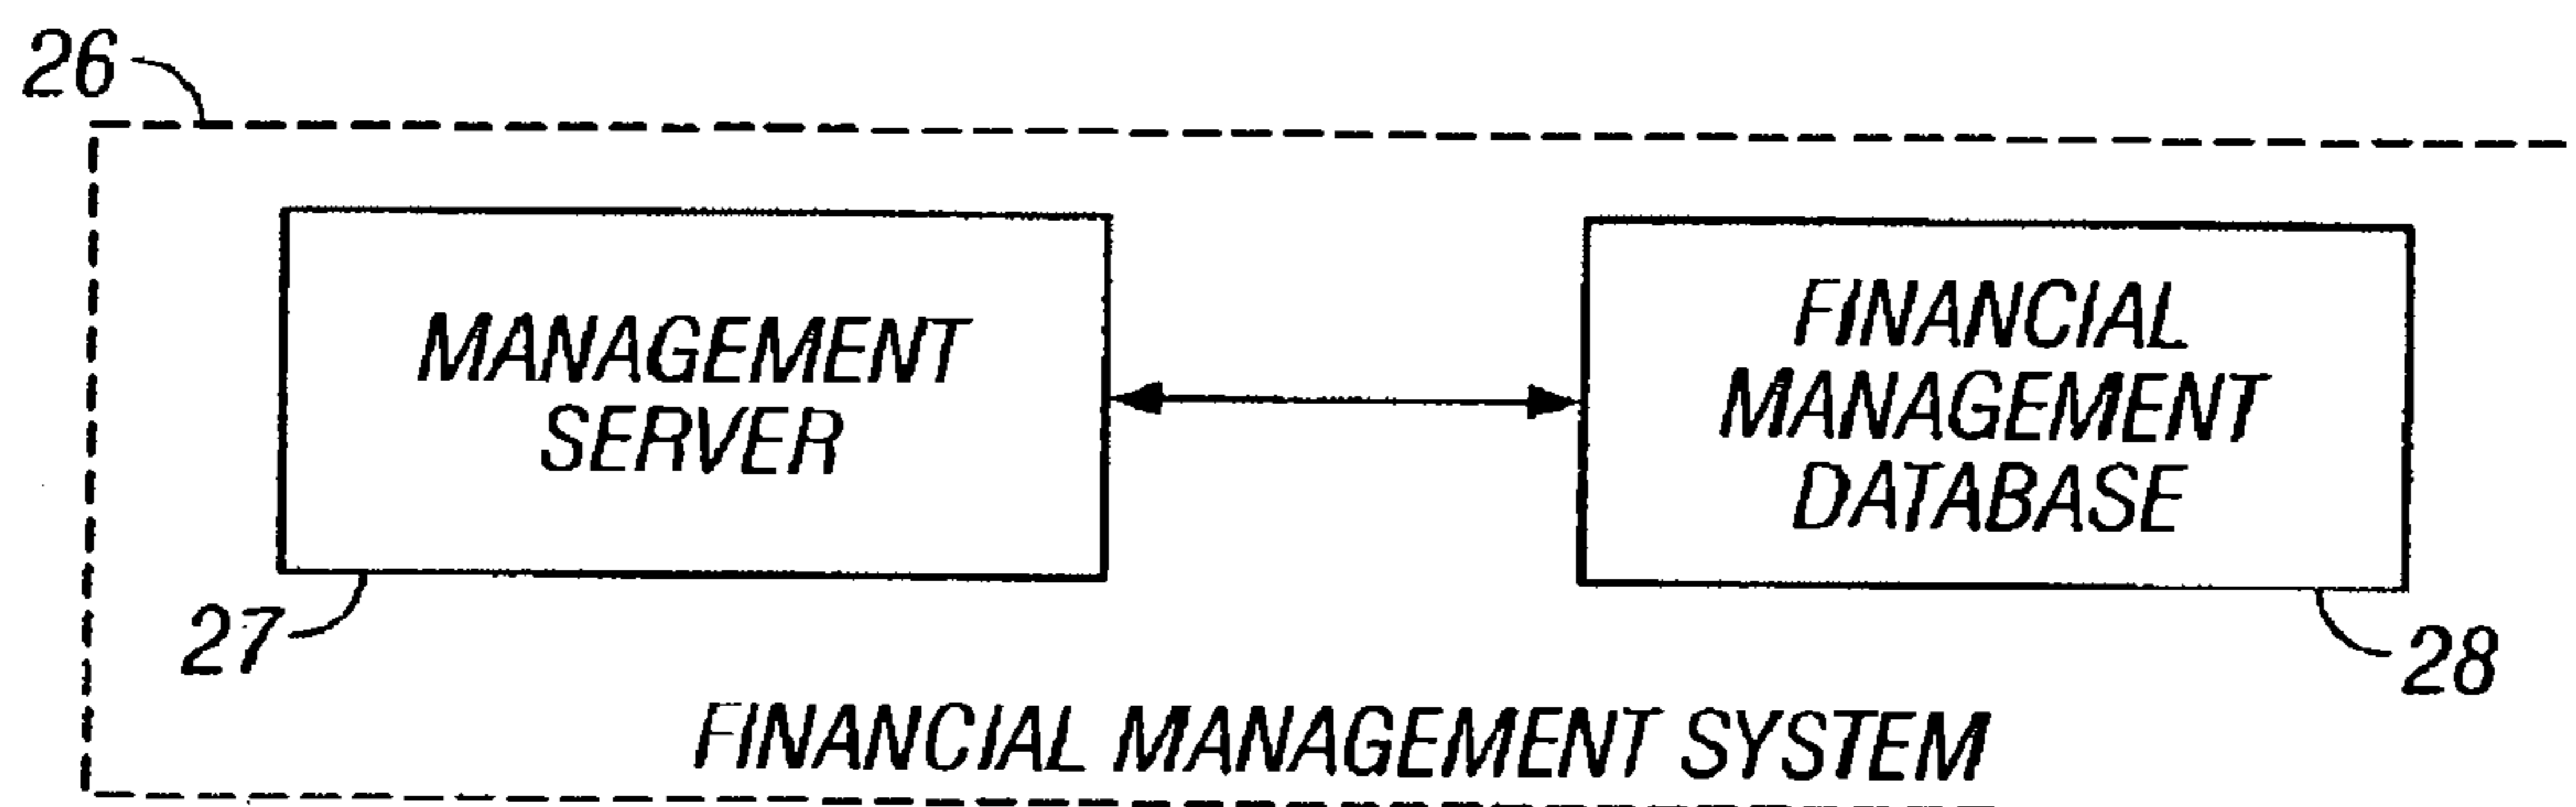 26
MANAGEMENT
SERVER
FINANCIAL
MANAGEMENT
DATABASE
27
28
FINANCIAL MANAGEMENT SYSTEM